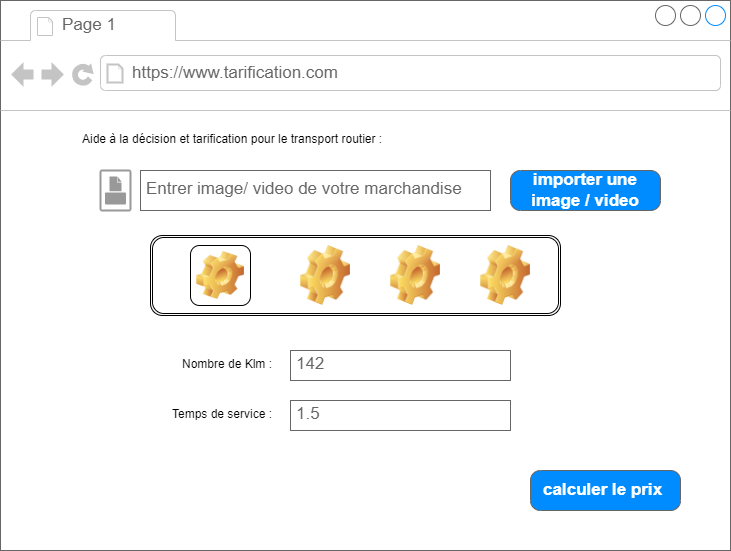 Page 1
https://www.tarification.com
Aide à la décision et tarification pour le transport routier :
Entrer image/ video de votre marchandise
importer une
image / video
Nombre de Klm :
142
Temps de service :
1.5
calculer le prix